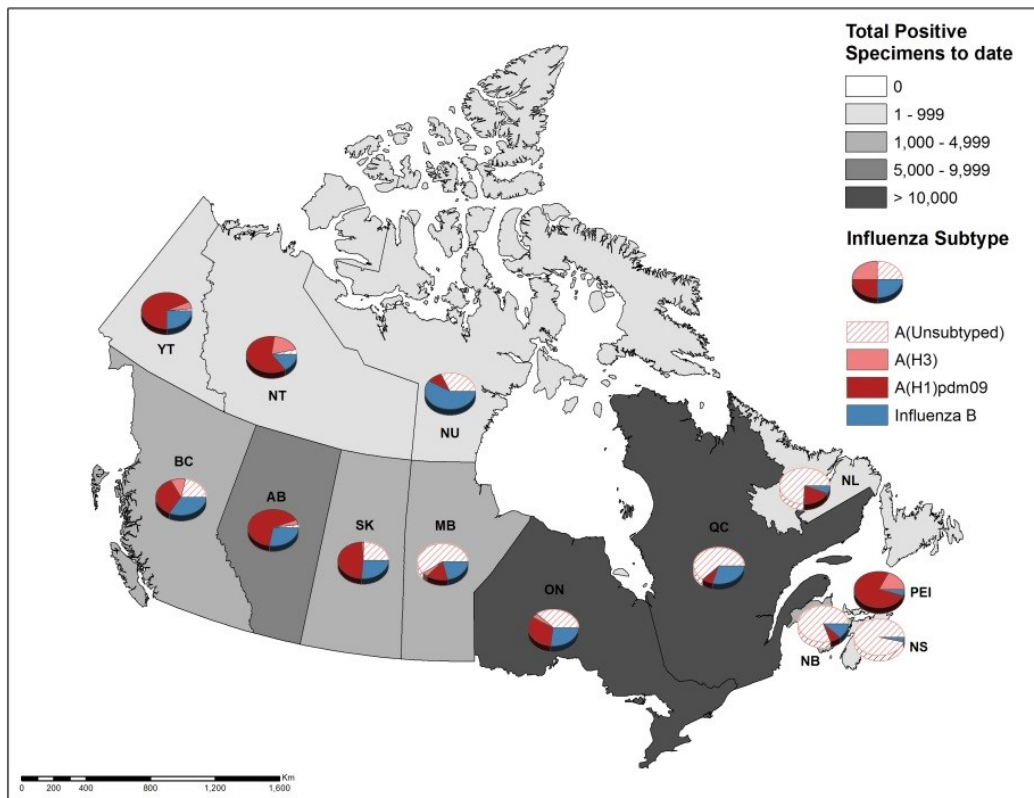 Total Positive
Specimens to date
0
1 - 999
1,000 - 4,999
5,000 - 9,999
> 10,000
Influenza Subtype
A(Unsubtyped)
A(H3)
A(H1)pdm09
Influenza B
YT
NT
NU
BC
AB
SK
MB
ON
QC
NL
PEI
NB
NS
Km
0 200 400 800 1,200 1,600